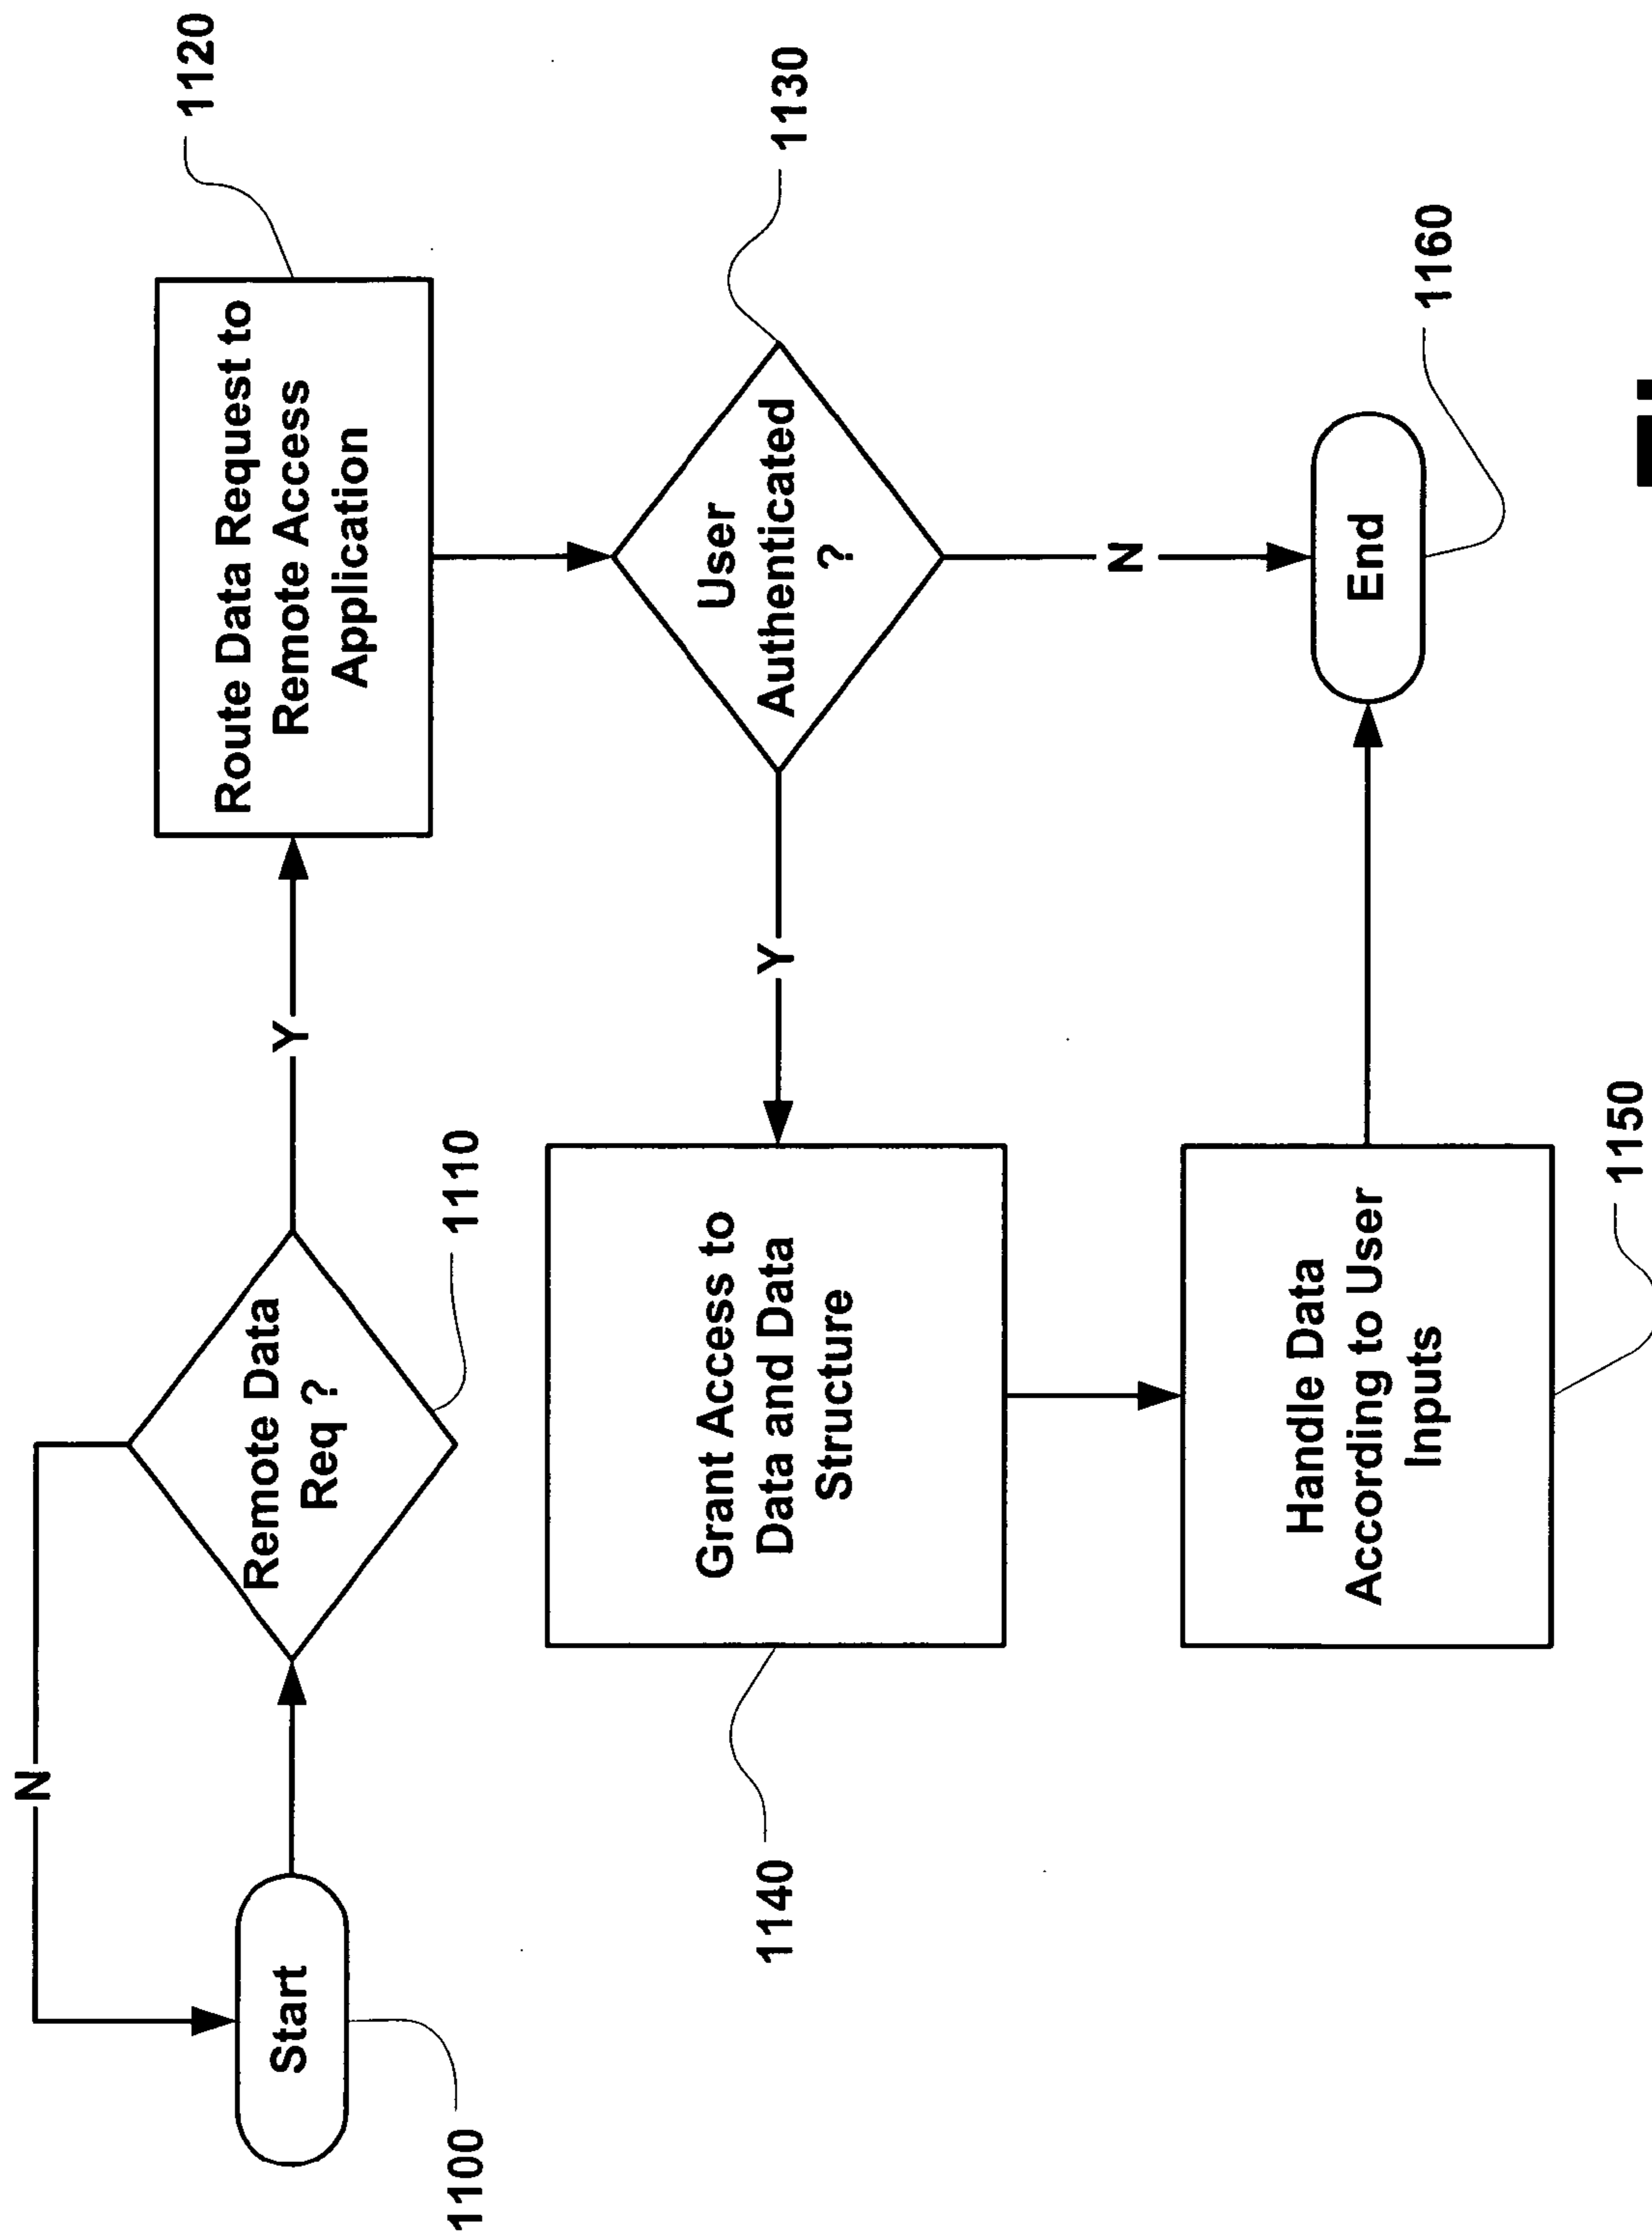 N
Start
1100
Remote Data
Req ?
1110
Y
Route Data Request to
Remote Access
Application
1120
User
Authenticated
?
1130
Y
Grant Access to
Data and Data
Structure
1140
N
Handle Data
According to User
Inputs
1150
End
1160